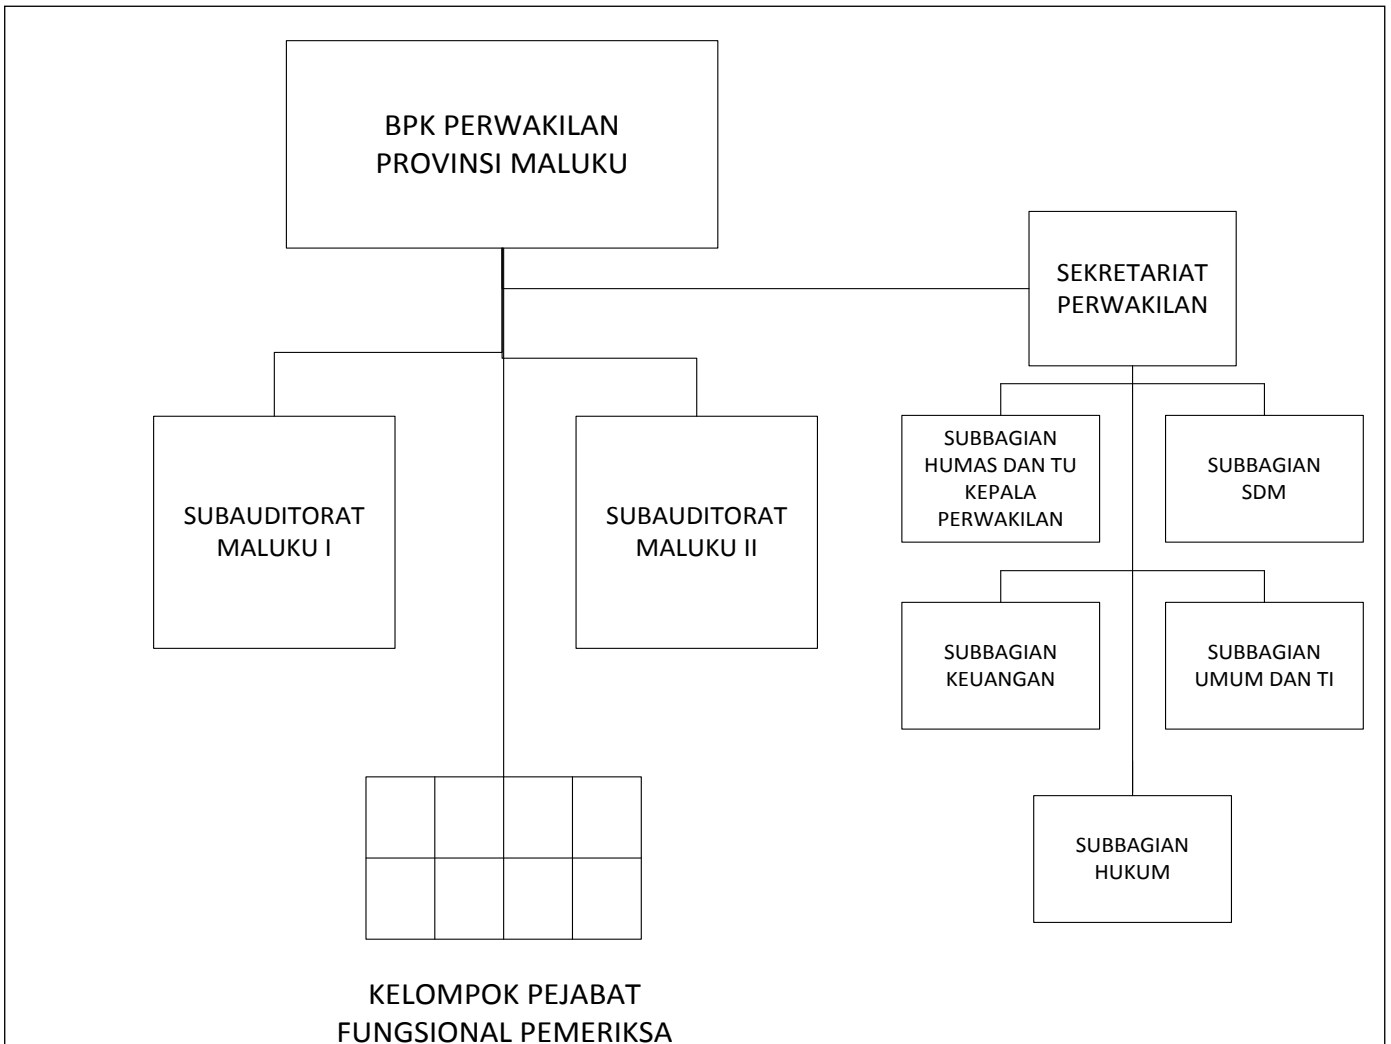 BPK PERWAKILAN
PROVINSI MALUKU
SEKRETARIAT
PERWAKILAN
SUBAUDITORAT
MALUKU I
SUBAUDITORAT
MALUKU II
SUBBAGIAN
HUMAS DAN TU
KEPALA
PERWAKILAN
SUBBAGIAN
SDM
SUBBAGIAN
KEUANGAN
SUBBAGIAN
UMUM DAN TI
SUBBAGIAN
HUKUM
KELOMPOK PEJABAT
FUNGSIONAL PEMERIKSA